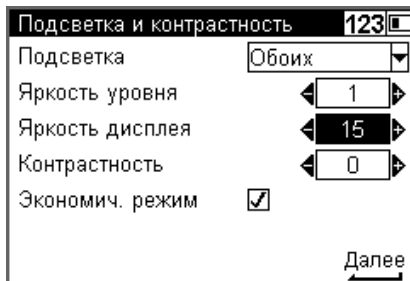 Подсветка и контрастность 123
Подсветка Обоих
Яркость уровня 1
Яркость дисплея 15
Контрастность 0
Экономич. режим
Далее